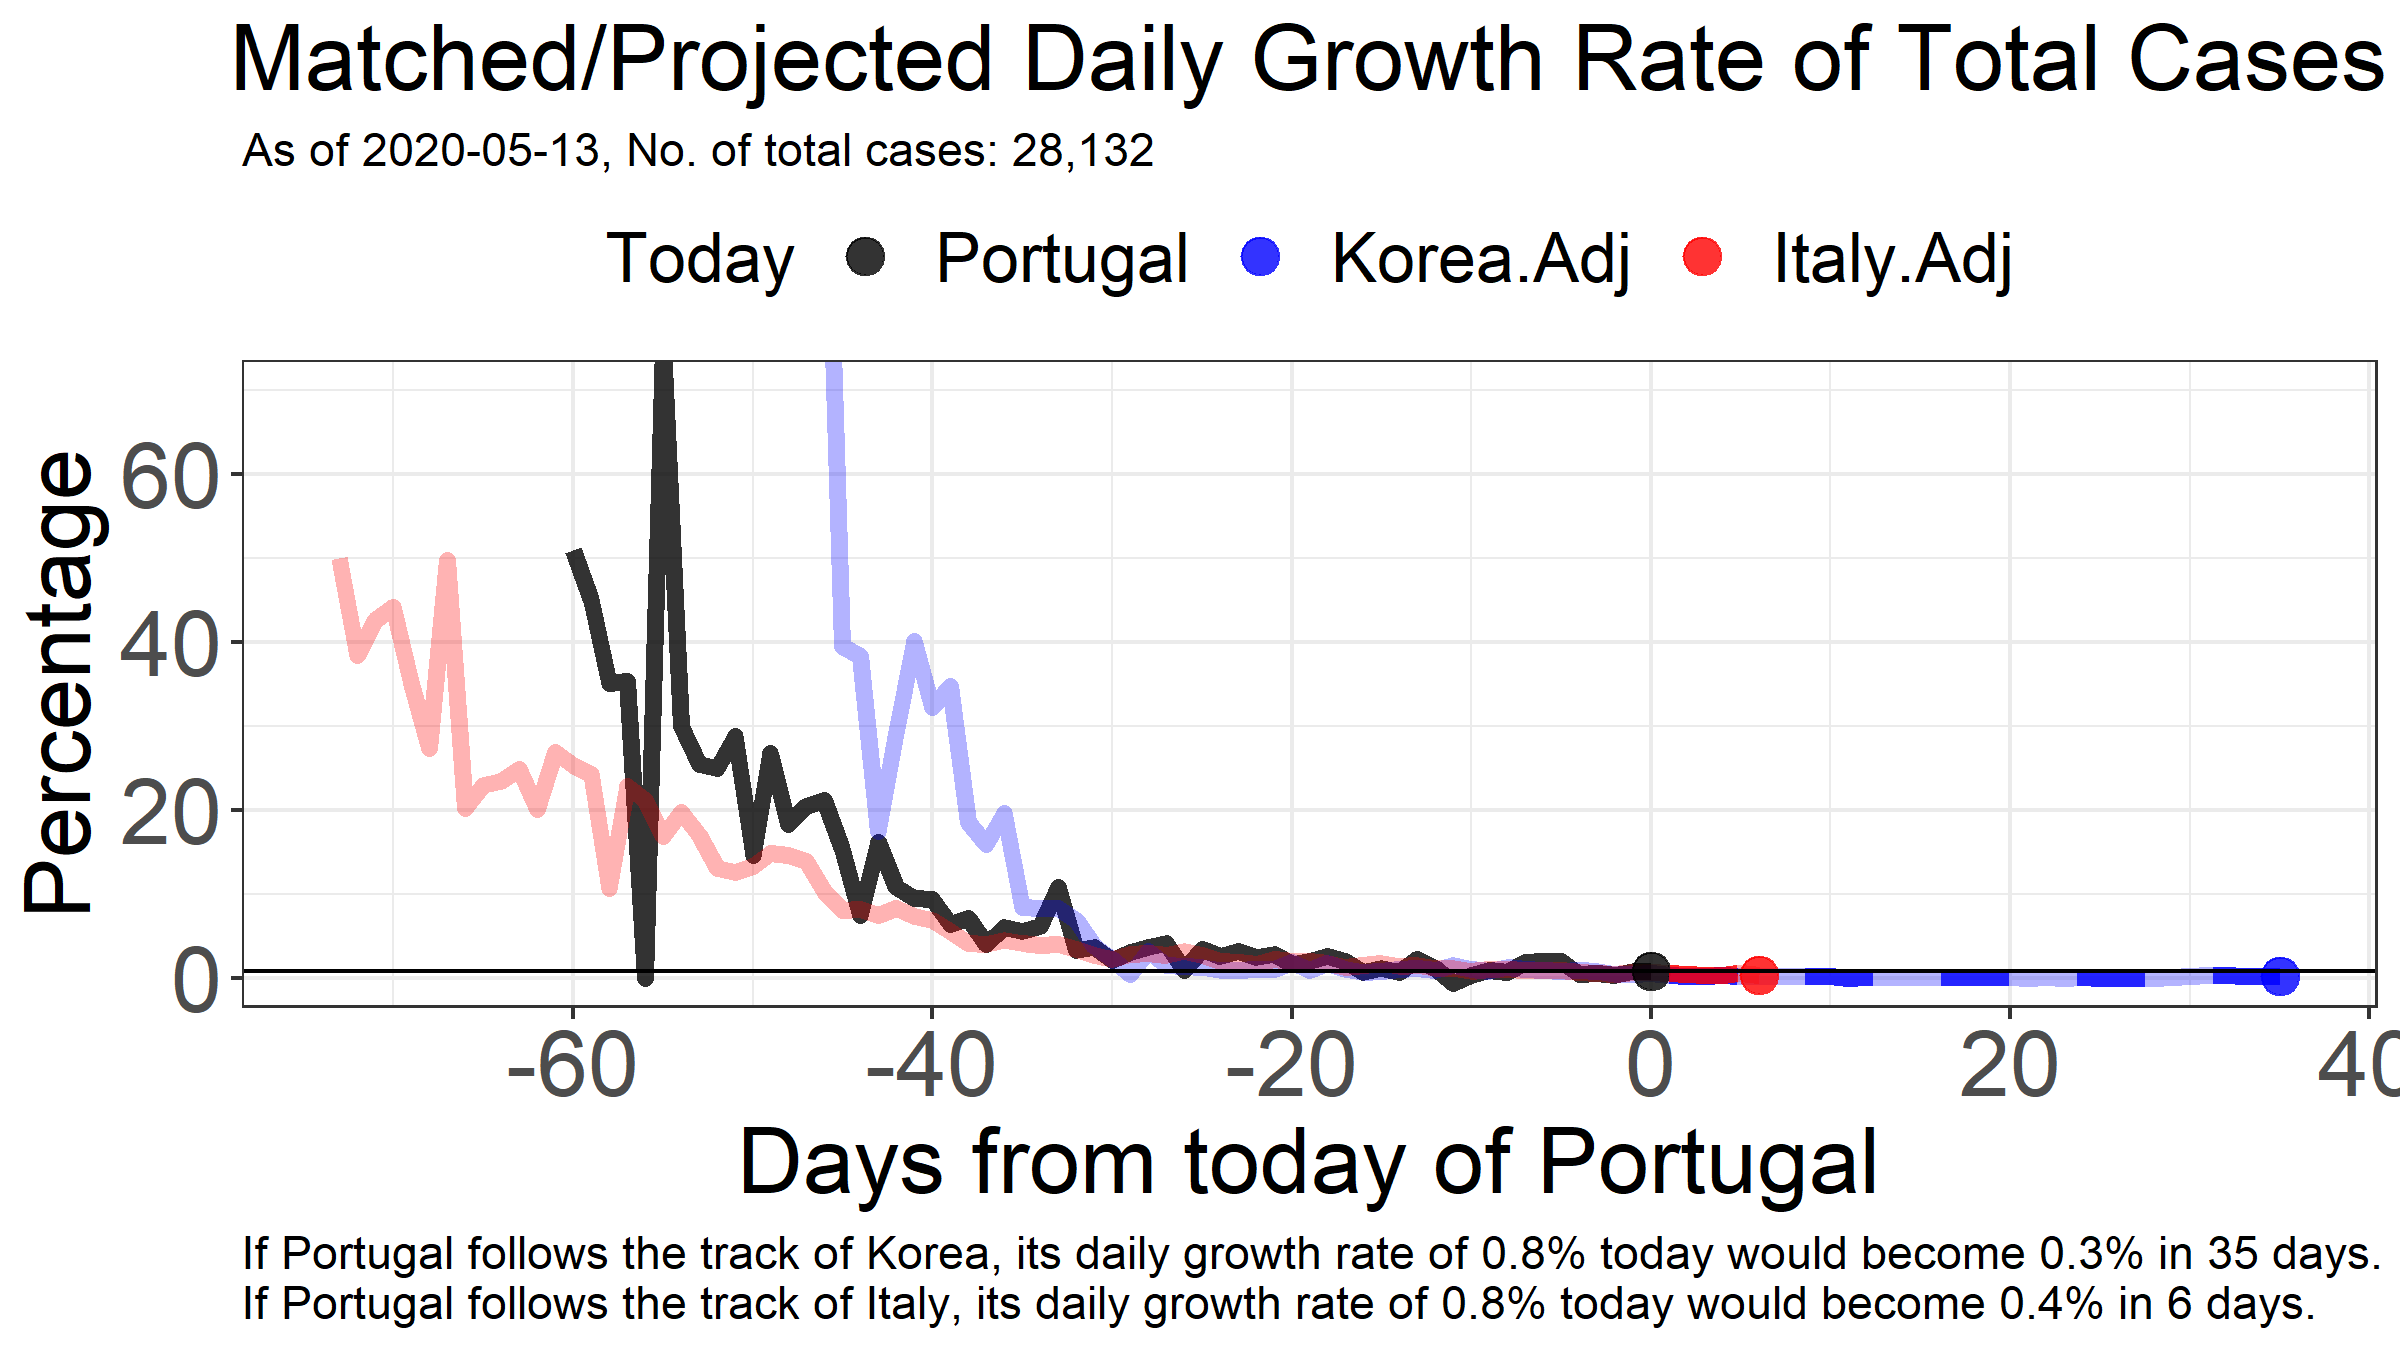 Matched/Projected Daily Growth Rate of Total Cases
As of 2020-05-13, No. of total cases: 28,132
Today Portugal Korea.Adj Italy.Adj
Percentage
60
40
20
0
-60 -40 -20 0 20 40
Days from today of Portugal
If Portugal follows the track of Korea, its daily growth rate of 0.8% today would become 0.3% in 35 days.
If Portugal follows the track of Italy, its daily growth rate of 0.8% today would become 0.4% in 6 days.